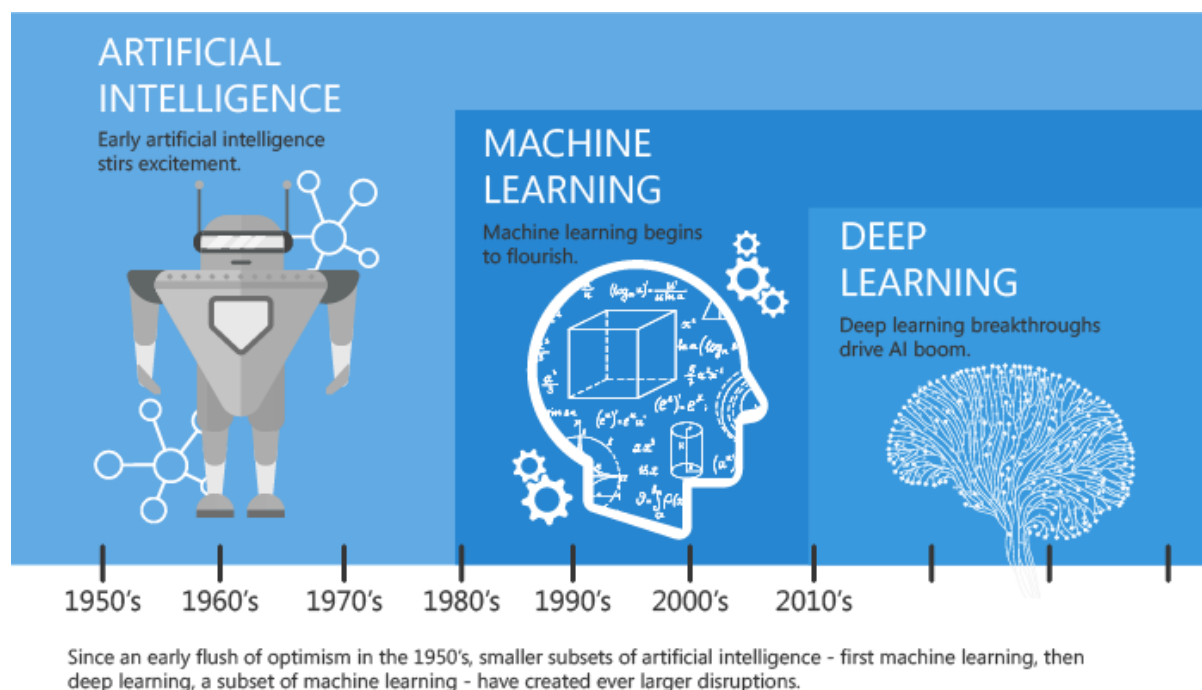 ARTIFICIAL
INTELLIGENCE
Early artificial intelligence
stirs excitement.
MACHINE
LEARNING
Machine learning begins
to flourish.
DEEP
LEARNING
Deep learning breakthroughs
drive AI boom.
1950's 1960's 1970's 1980's 1990's 2000's 2010's
Since an early flush of optimism in the 1950's, smaller subsets of artificial intelligence - first machine learning, then
deep learning, a subset of machine learning - have created ever larger disruptions.